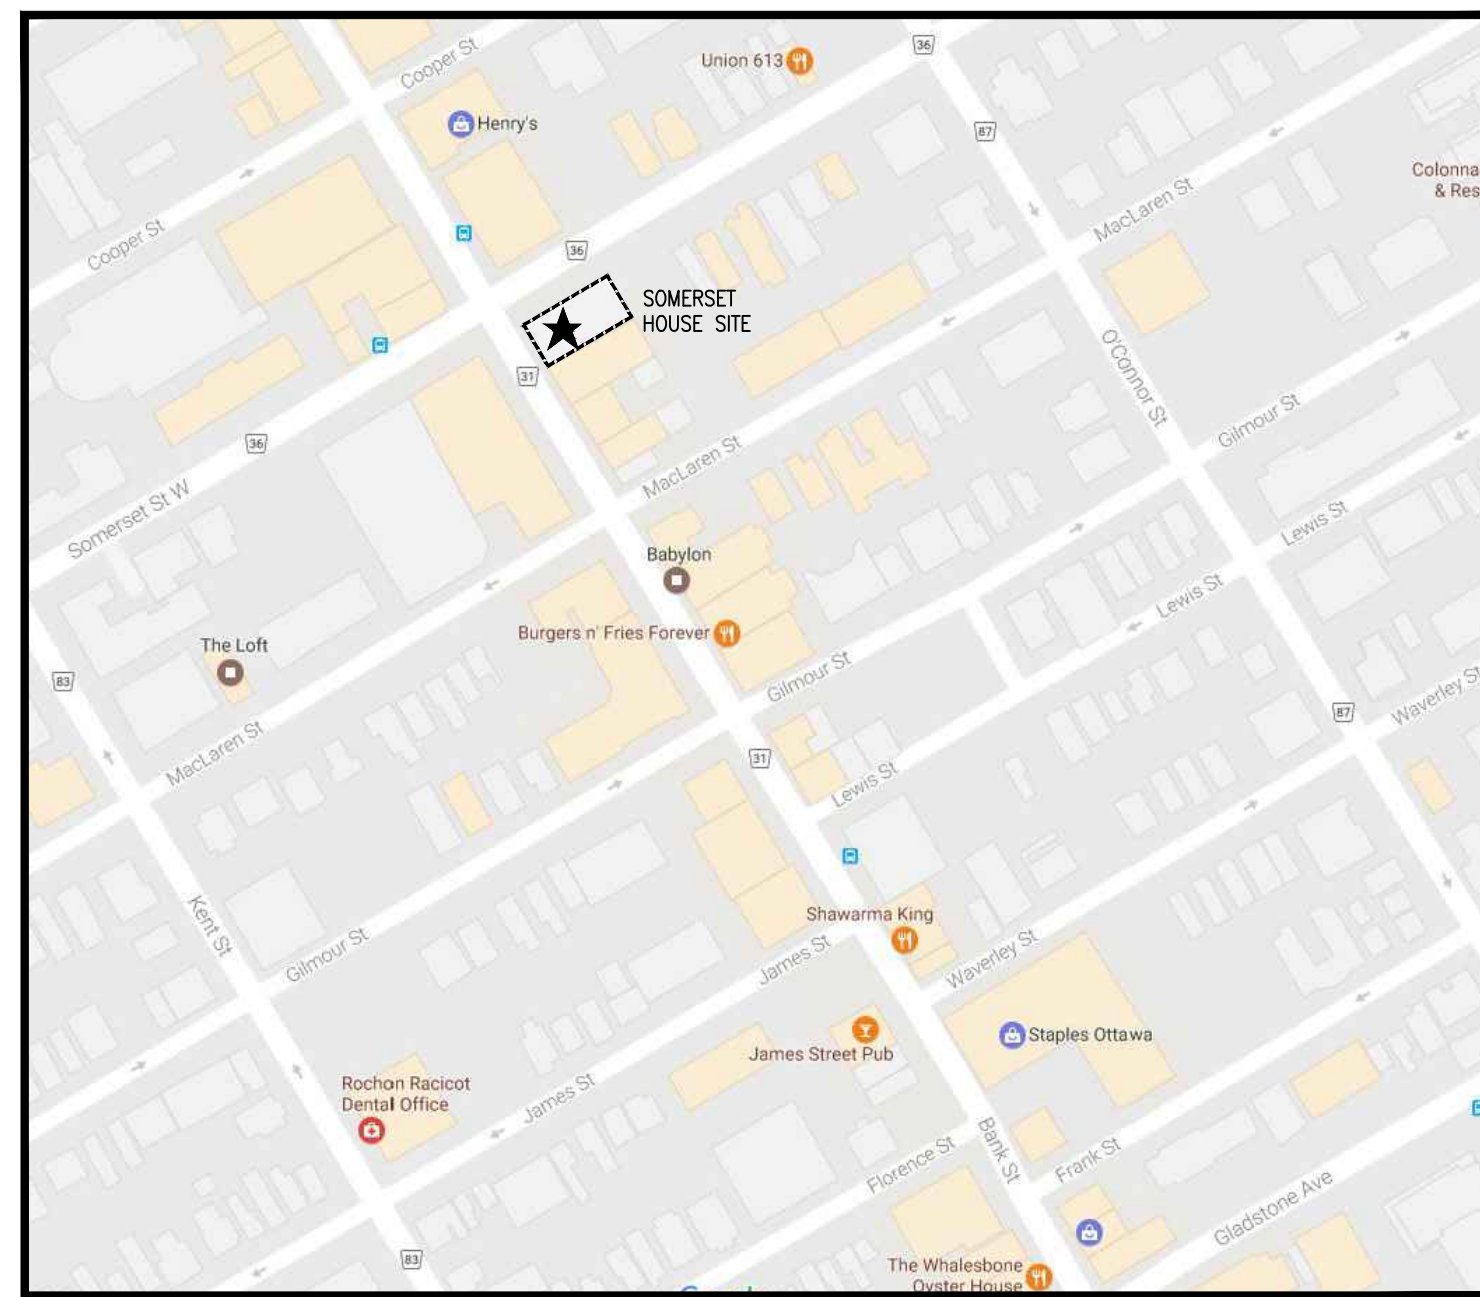 Cooper St
Union 613
36
Henry's
87
Cooper St
MacLaren St
Colonna
& Res
36
SOMERSET
HOUSE SITE
31
O'Connor St
Gilmour St
36
MacLaren St
Somerset St W
Lewis St
Babylon
Lewis St
Burgers n' Fries Forever
The Loft
Gilmour St
83
87
Waverley St
MacLaren St
31
Lewis St
Kent St
Shawarma King
Gilmour St
James St
Waverley St
Staples Ottawa
James Street Pub
Rochon Racicot
Dental Office
James St
Bank St
Florence St
Frank St
Gladstone Ave
83
The Whalesbone
Oyster House